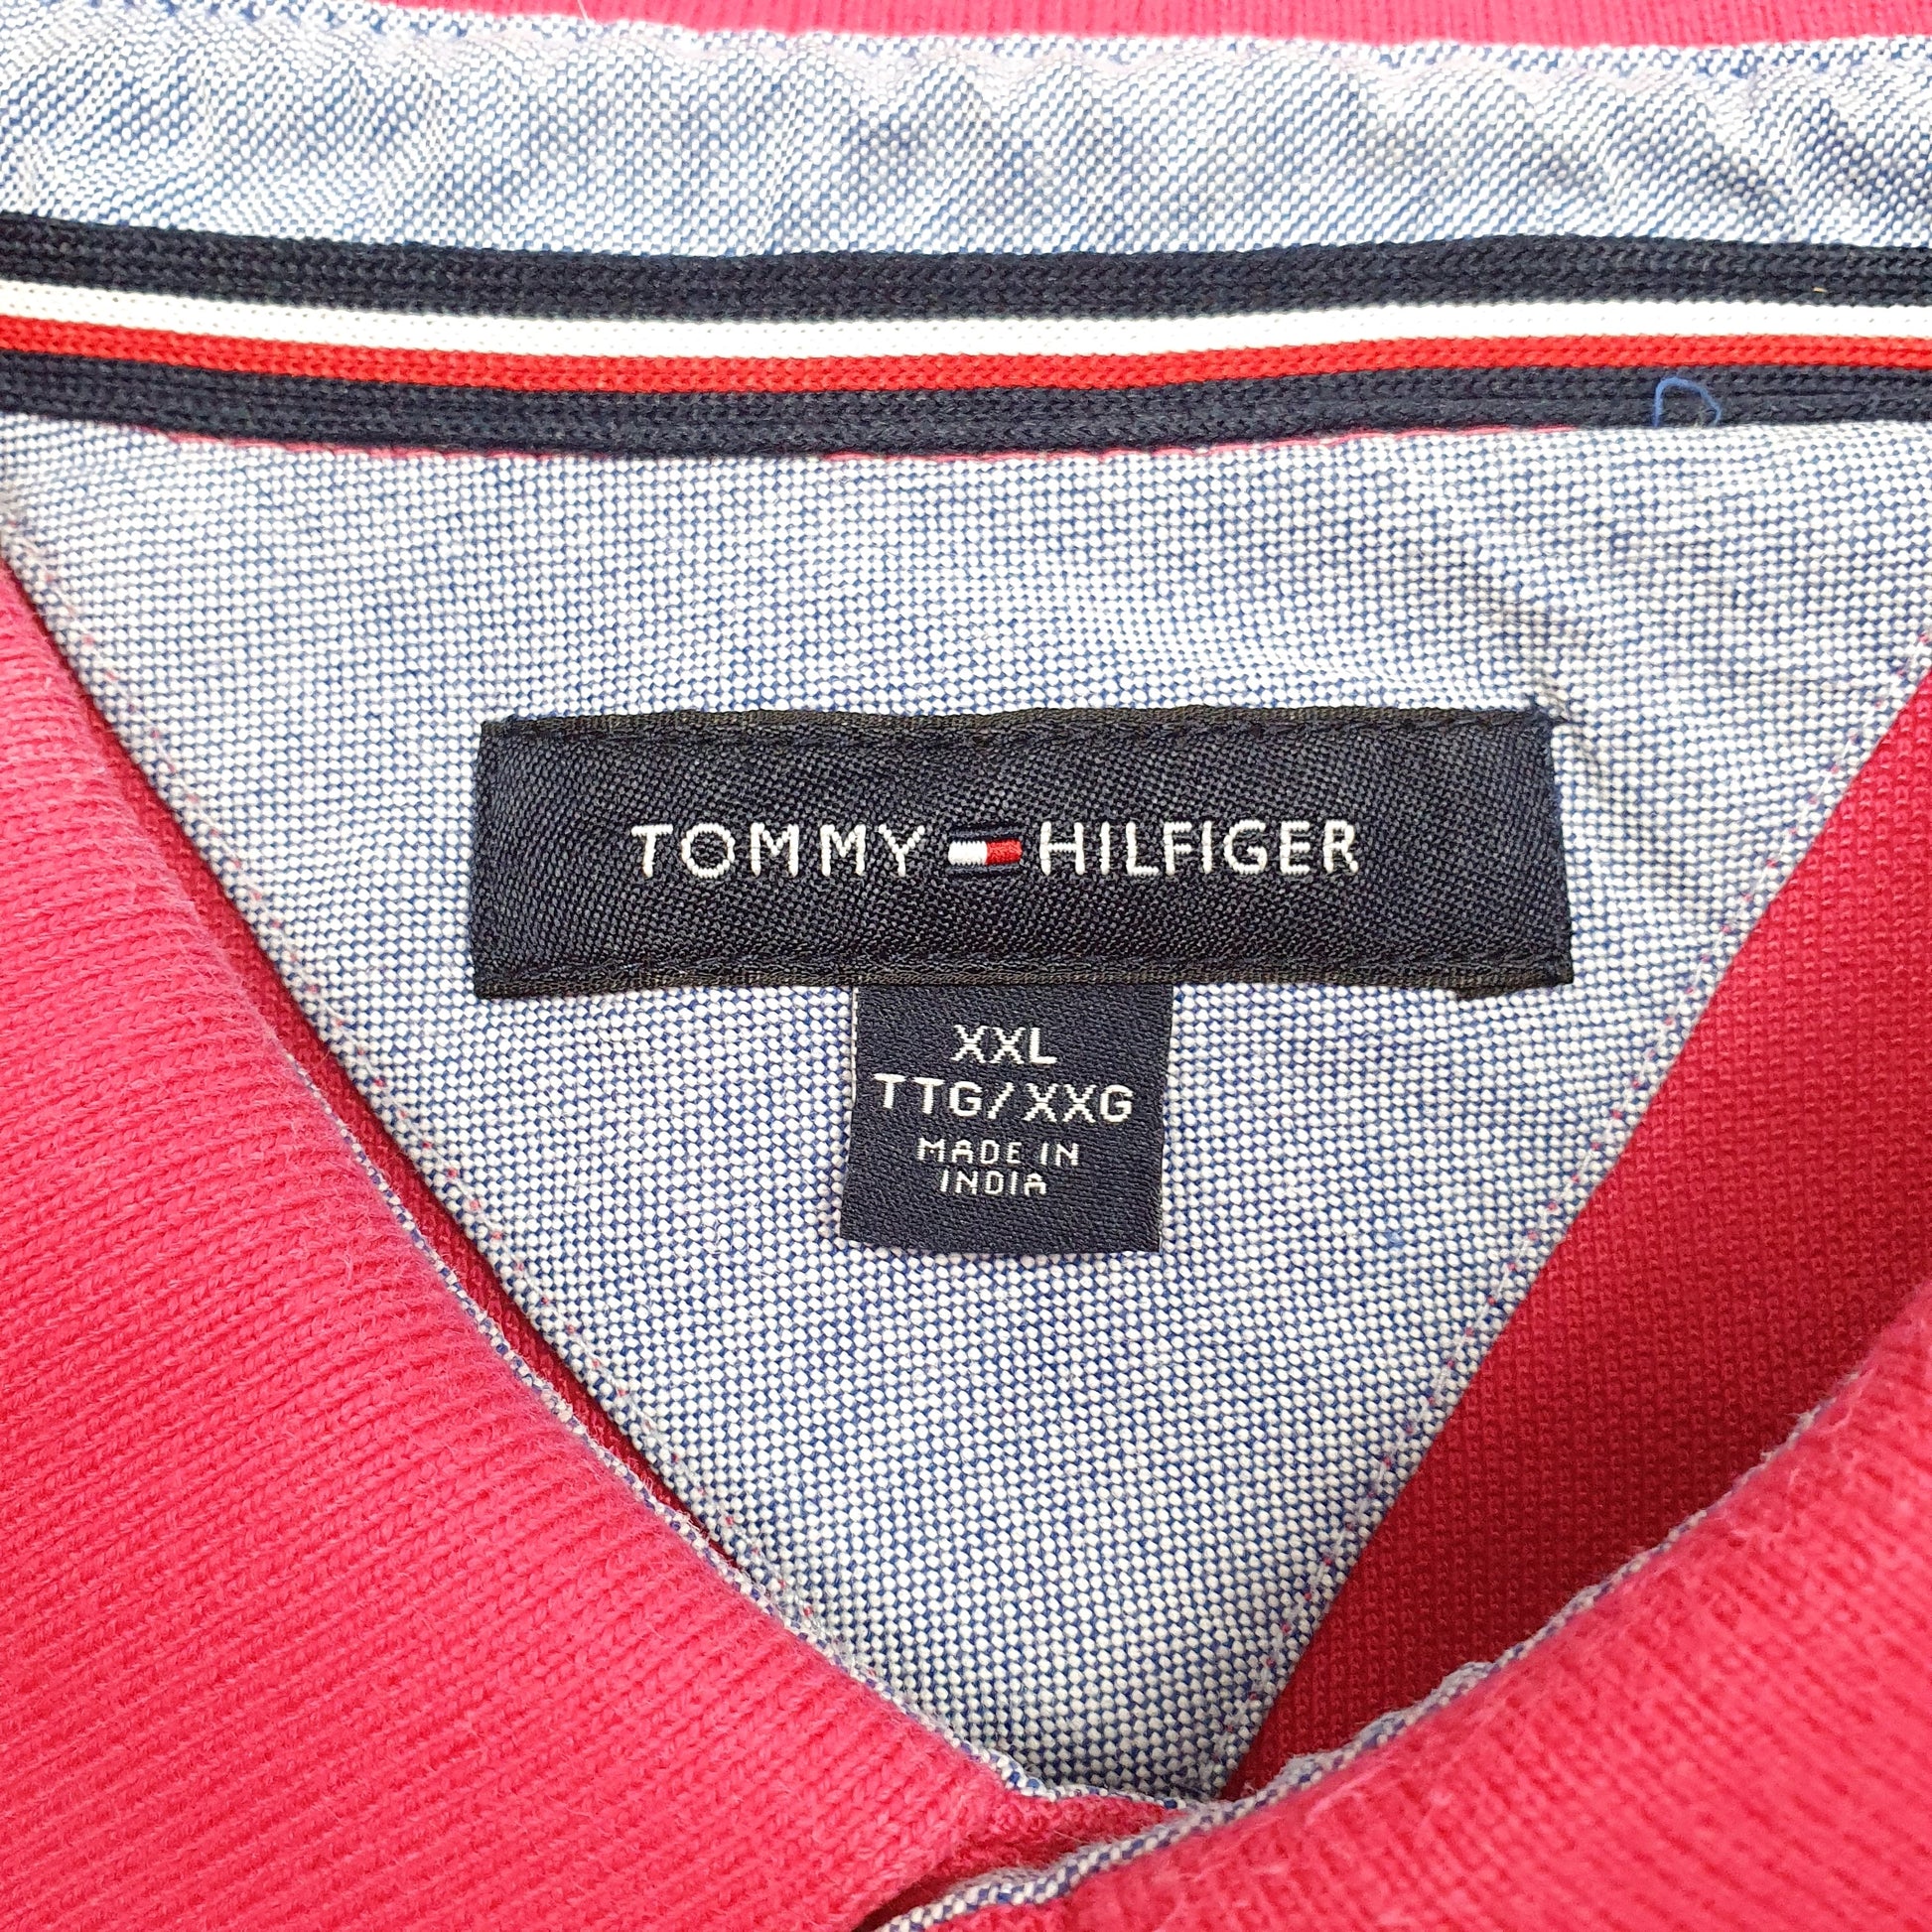 TOMMY HILFIGER
XXL
TTG/XXG
MADE IN
INDIA